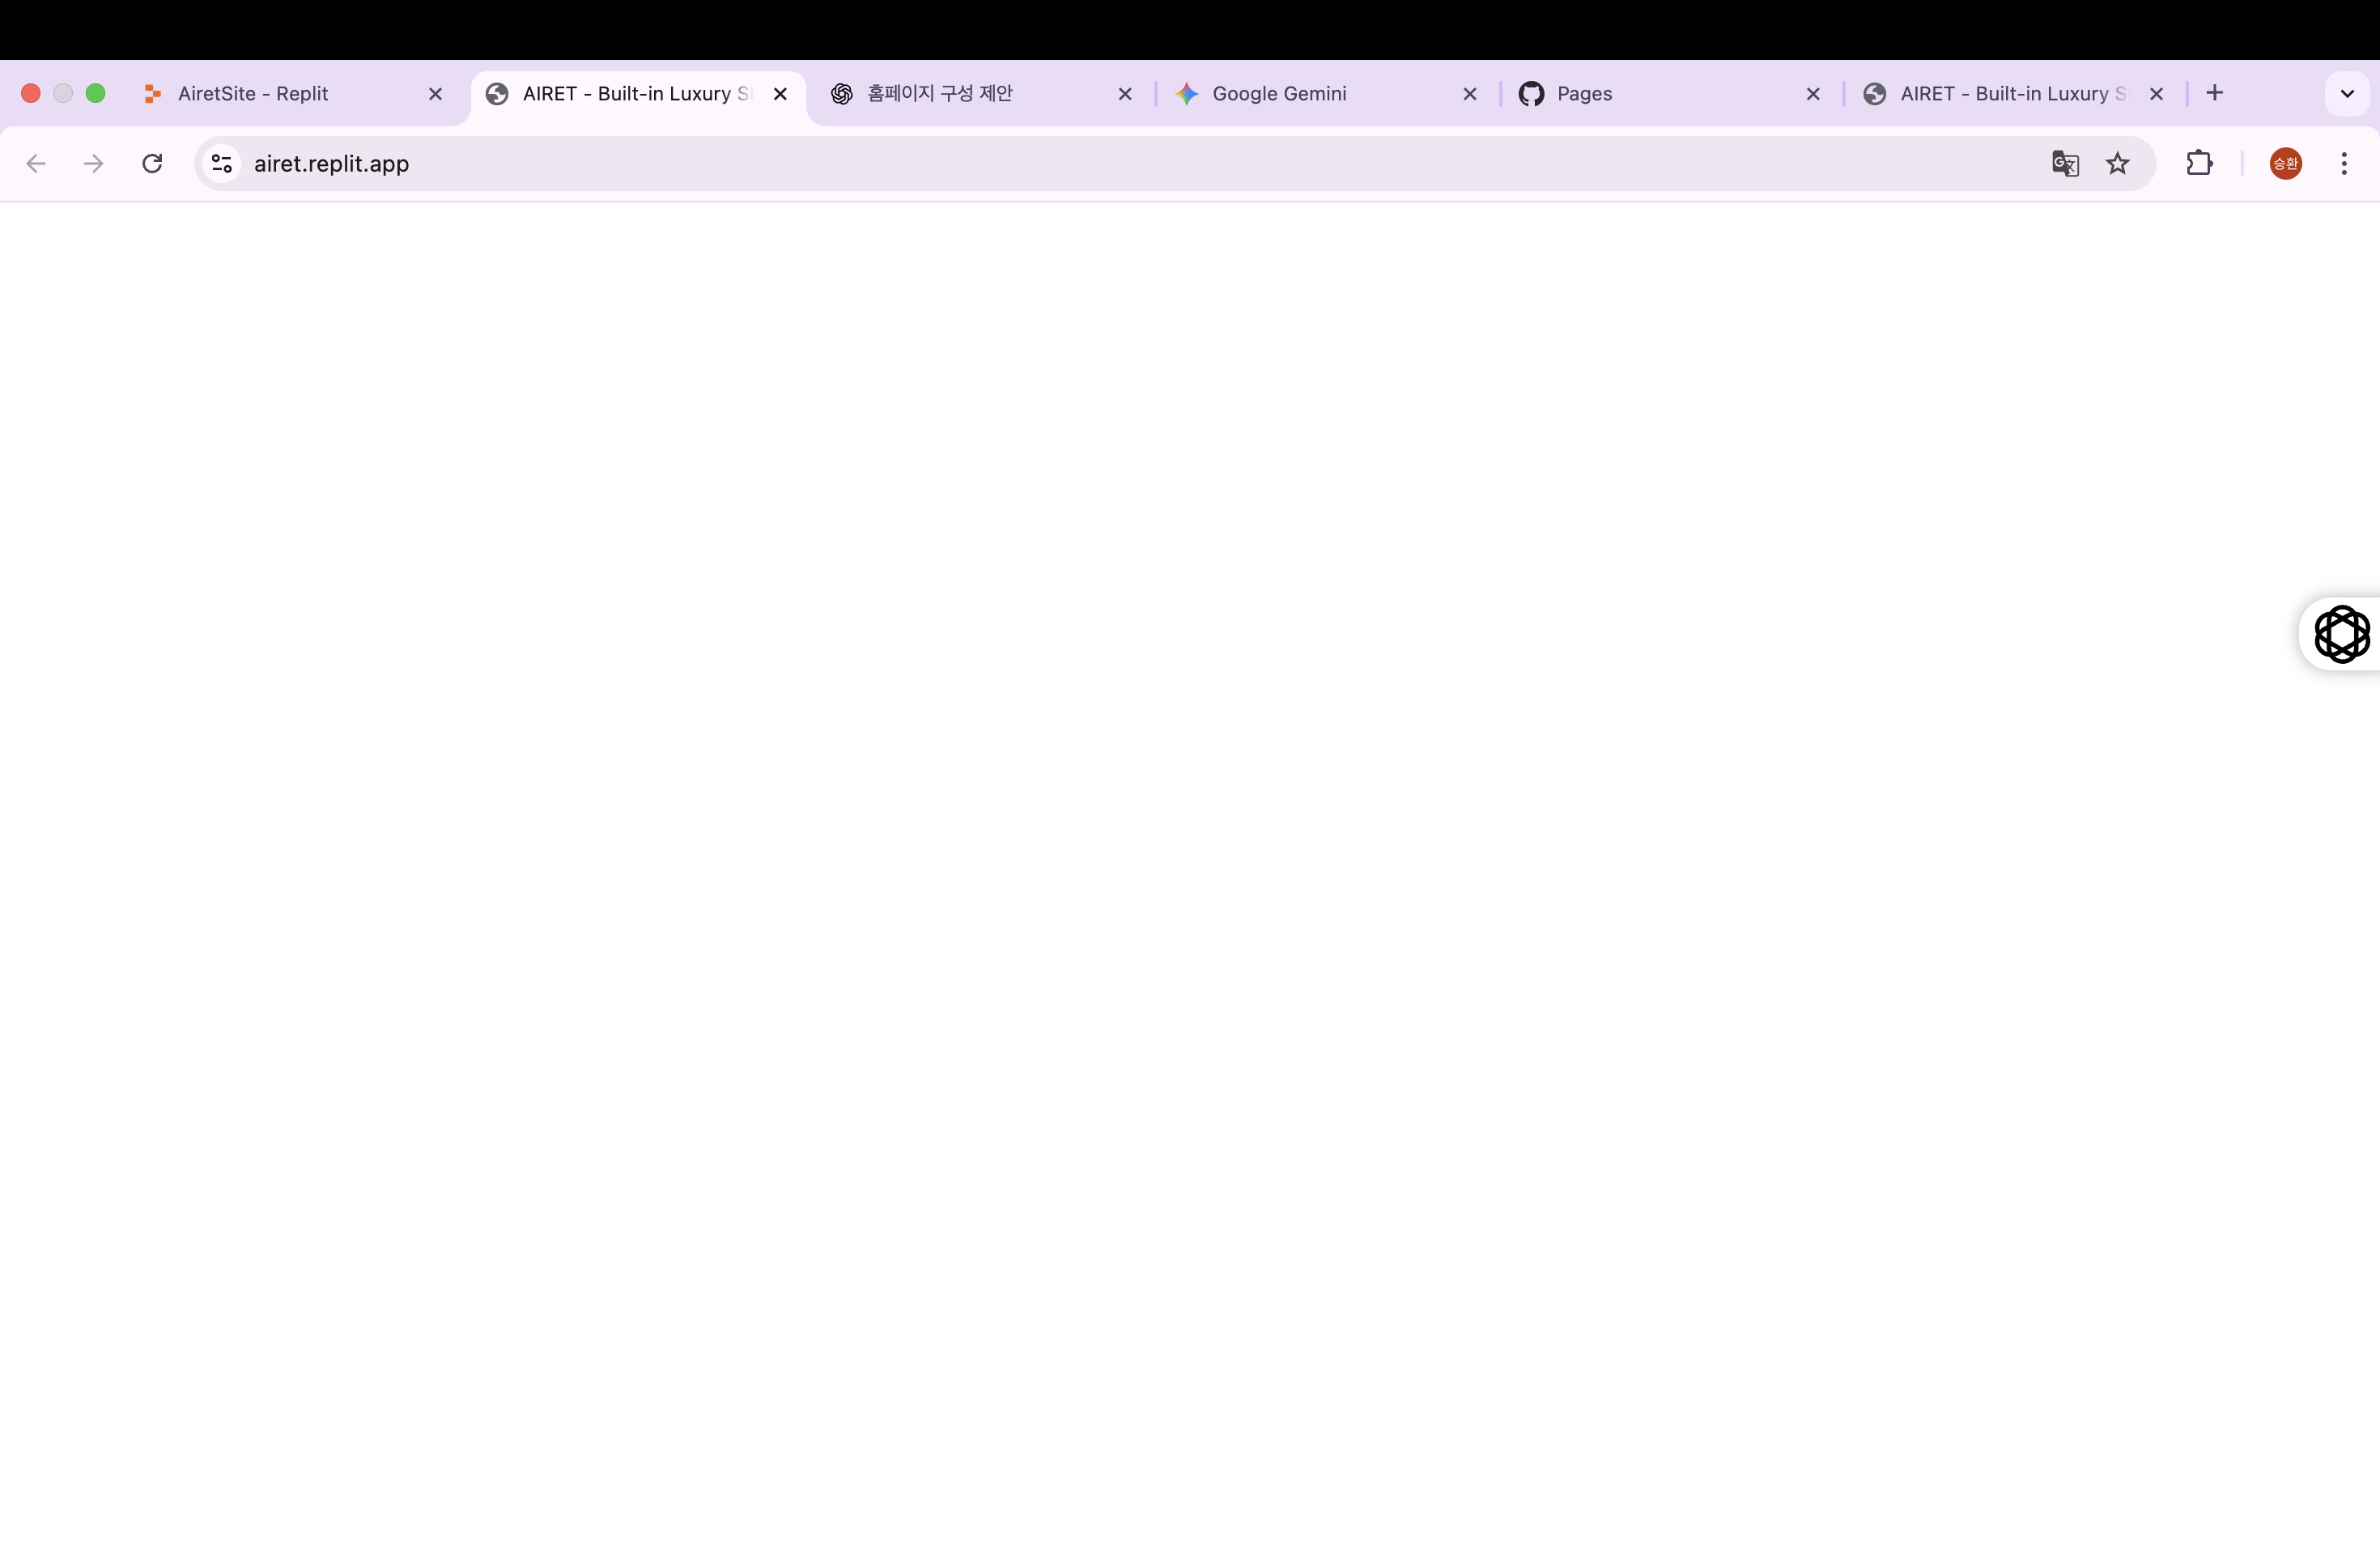 AiretSite - Replit
AIRET - Built-in Luxury S
홈페이지 구성 제안
Google Gemini
Pages
AIRET - Built-in Luxury S
airet.replit.app
승환